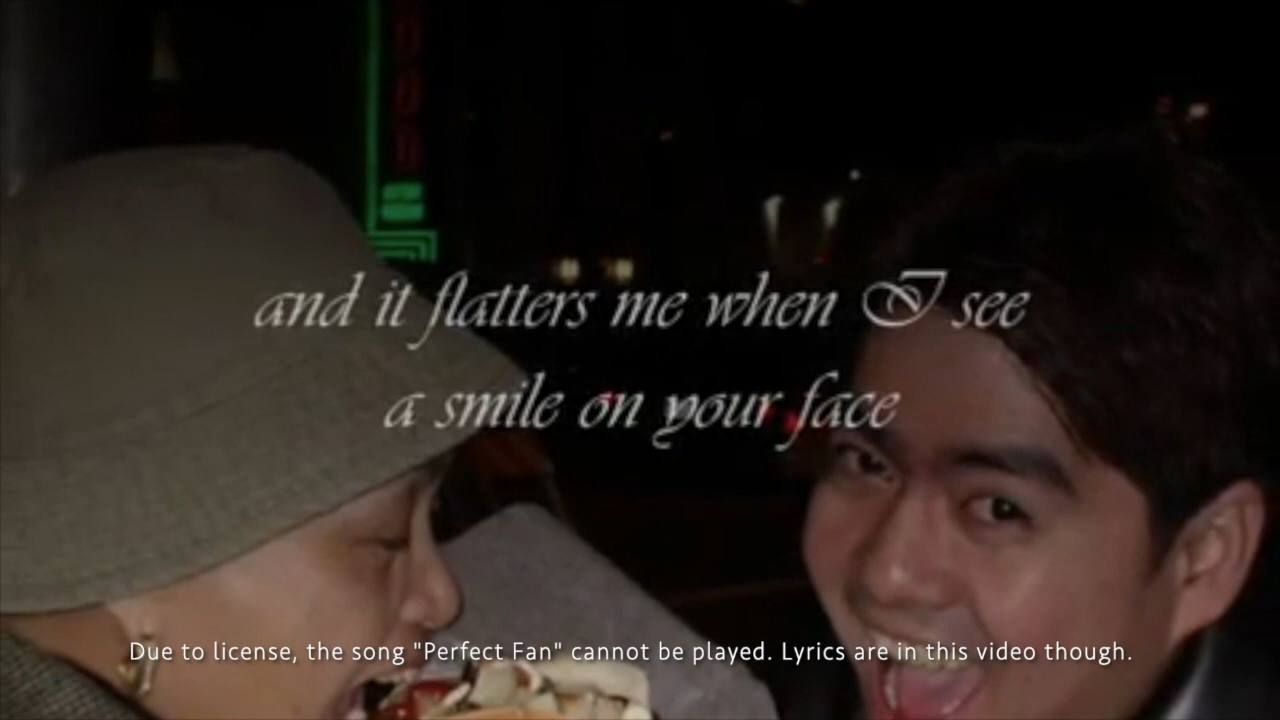 and it flatters me when I see
a smile on your face
Due to license, the song "Perfect Fan" cannot be played. Lyrics are in this video though.